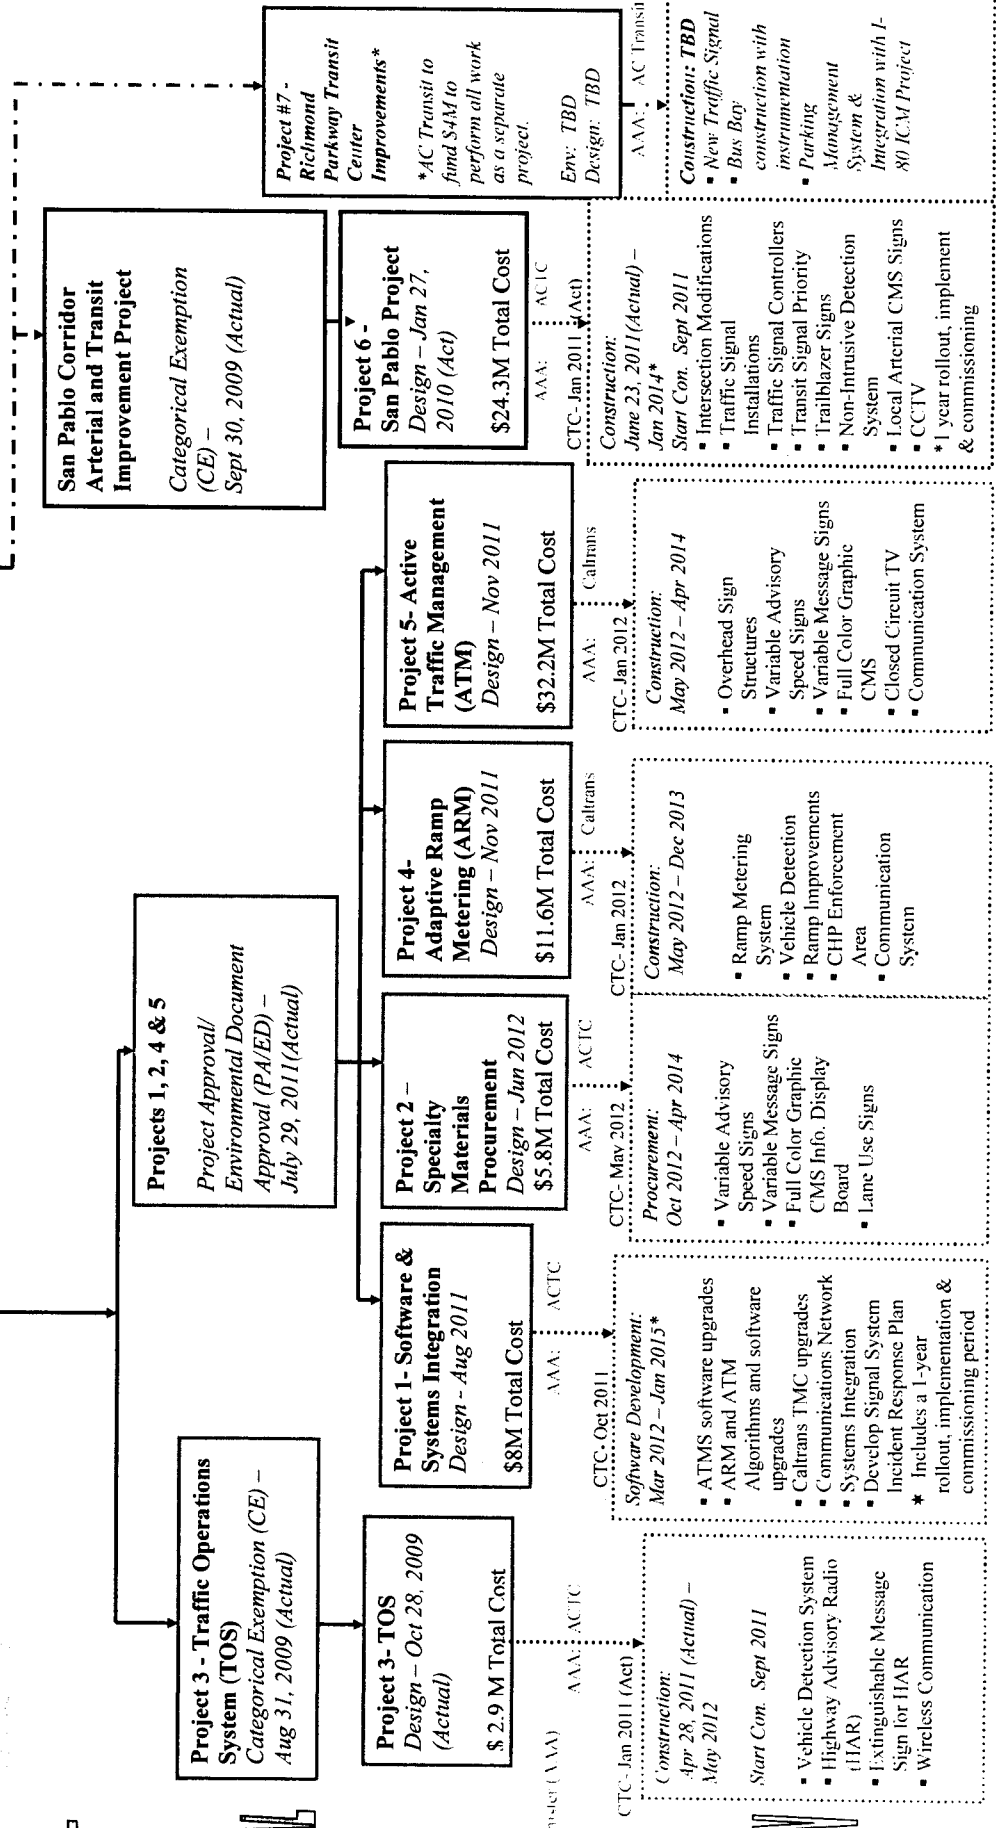 Project 3 - Traffic Operations
System (TOS)
Categorical Exemption (CE) –
Aug 31, 2009 (Actual)
Project 3- TOS
Design – Oct 28, 2009
(Actual)
$ 2.9 M Total Cost
AAA: ACTC
CTC- Jan 2011 (Act)
Construction:
Apr 28, 2011 (Actual) –
May 2012
Start Con. Sept 2011
▪ Vehicle Detection System
▪ Highway Advisory Radio
(HAR)
▪ Extinguishable Message
Sign for HAR
▪ Wireless Communication
Projects 1, 2, 4 & 5
Project Approval/
Environmental Document
Approval (PA/ED) –
July 29, 2011(Actual)
Project 1- Software &
Systems Integration
Design - Aug 2011
$8M Total Cost
AAA: ACTC
CTC- Oct 2011
Software Development:
Mar 2012 – Jan 2015*
▪ ATMS software upgrades
▪ ARM and ATM
Algorithms and software
upgrades
▪ Caltrans TMC upgrades
▪ Communications Network
▪ Systems Integration
▪ Develop Signal System
Incident Response Plan
* Includes a 1-year
rollout, implementation &
commissioning period
Project 2 –
Specialty
Materials
Procurement
Design – Jun 2012
$5.8M Total Cost
AAA: ACTC
CTC- May 2012
Procurement:
Oct 2012 – Apr 2014
▪ Variable Advisory
Speed Signs
▪ Variable Message Signs
▪ Full Color Graphic
CMS Info. Display
Board
▪ Lane Use Signs
Project 4-
Adaptive Ramp
Metering (ARM)
Design – Nov 2011
$11.6M Total Cost
AAA: Caltrans
CTC- Jan 2012
Construction:
May 2012 – Dec 2013
▪ Ramp Metering
System
▪ Vehicle Detection
▪ Ramp Improvements
▪ CHP Enforcement
Area
▪ Communication
System
Project 5- Active
Traffic Management
(ATM)
Design – Nov 2011
$32.2M Total Cost
AAA: Caltrans
CTC- Jan 2012
Construction:
May 2012 – Apr 2014
▪ Overhead Sign
Structures
▪ Variable Advisory
Speed Signs
▪ Variable Message Signs
▪ Full Color Graphic
CMS
▪ Closed Circuit TV
▪ Communication System
San Pablo Corridor
Arterial and Transit
Improvement Project
Categorical Exemption
(CE) –
Sept 30, 2009 (Actual)
Project 6 -
San Pablo Project
Design – Jan 27,
2010 (Act)
$24.3M Total Cost
AAA: ACTC
CTC- Jan 2011 (Act)
Construction:
June 23, 2011(Actual) –
Jan 2014*
Start Con. Sept 2011
▪ Intersection Modifications
▪ Traffic Signal
Installations
▪ Traffic Signal Controllers
▪ Transit Signal Priority
▪ Trailblazer Signs
▪ Non-Intrusive Detection
System
▪ Local Arterial CMS Signs
▪ CCTV
*1 year rollout, implement
& commissioning
Project #7 -
Richmond
Parkway Transit
Center
Improvements*
*AC Transit to
fund $4M to
perform all work
as a separate
project.
Env: TBD
Design: TBD
AAA: AC Transit
Construction: TBD
▪ New Traffic Signal
▪ Bus Bay
construction with
instrumentation
▪ Parking
Management
System &
Integration with I-
80 ICM Project